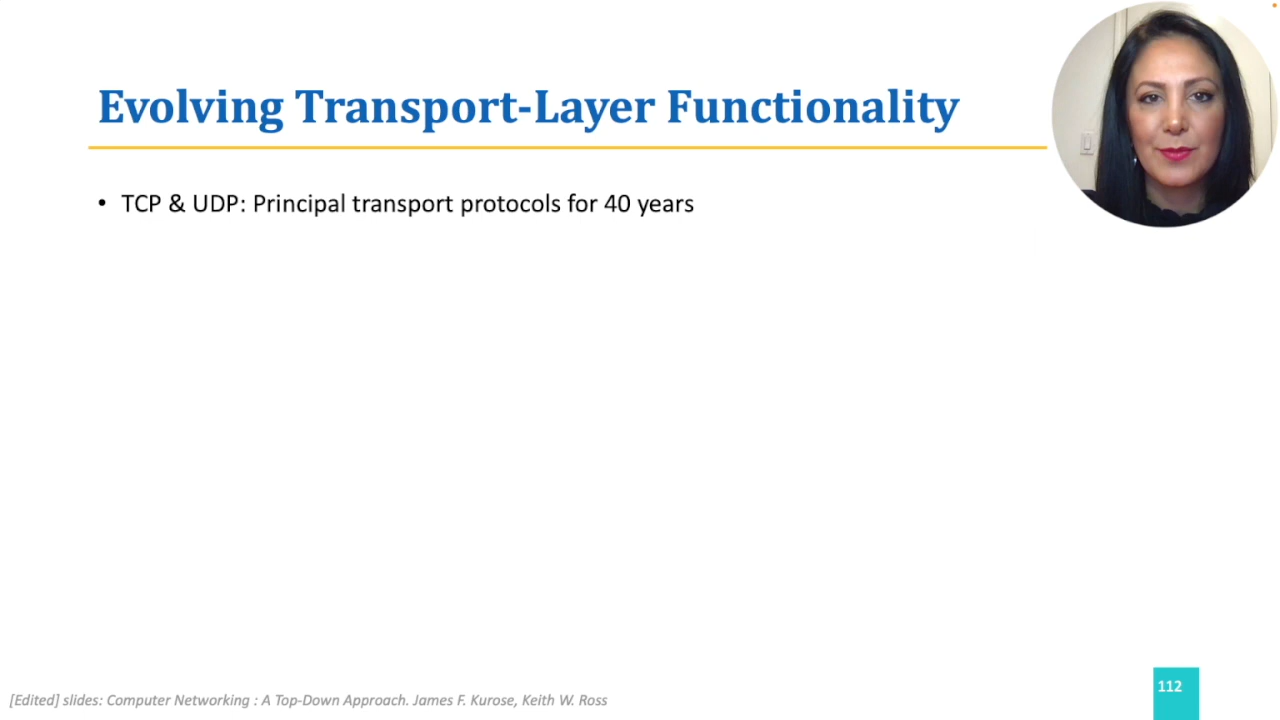 Evolving Transport-Layer Functionality
• TCP & UDP: Principal transport protocols for 40 years
[Edited] slides: Computer Networking : A Top-Down Approach. James F. Kurose, Keith W. Ross
112